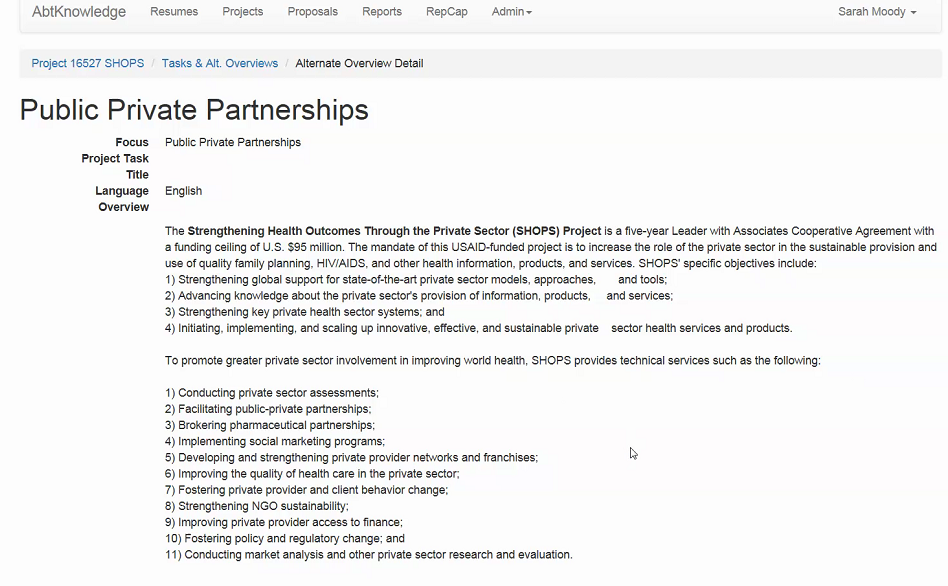 AbtKnowledge Resumes Projects Proposals Reports RepCap Admin Sarah Moody
Project 16527 SHOPS / Tasks & Alt. Overviews / Alternate Overview Detail
Public Private Partnerships
Focus Public Private Partnerships
Project Task
Title
Language English
Overview
The Strengthening Health Outcomes Through the Private Sector (SHOPS) Project is a five-year Leader with Associates Cooperative Agreement with
a funding ceiling of U.S. $95 million. The mandate of this USAID-funded project is to increase the role of the private sector in the sustainable provision and
use of quality family planning, HIV/AIDS, and other health information, products, and services. SHOPS' specific objectives include:
1) Strengthening global support for state-of-the-art private sector models, approaches, and tools;
2) Advancing knowledge about the private sector's provision of information, products, and services;
3) Strengthening key private health sector systems; and
4) Initiating, implementing, and scaling up innovative, effective, and sustainable private sector health services and products.
To promote greater private sector involvement in improving world health, SHOPS provides technical services such as the following:
1) Conducting private sector assessments;
2) Facilitating public-private partnerships;
3) Brokering pharmaceutical partnerships;
4) Implementing social marketing programs;
5) Developing and strengthening private provider networks and franchises;
6) Improving the quality of health care in the private sector;
7) Fostering private provider and client behavior change;
8) Strengthening NGO sustainability;
9) Improving private provider access to finance;
10) Fostering policy and regulatory change; and
11) Conducting market analysis and other private sector research and evaluation.